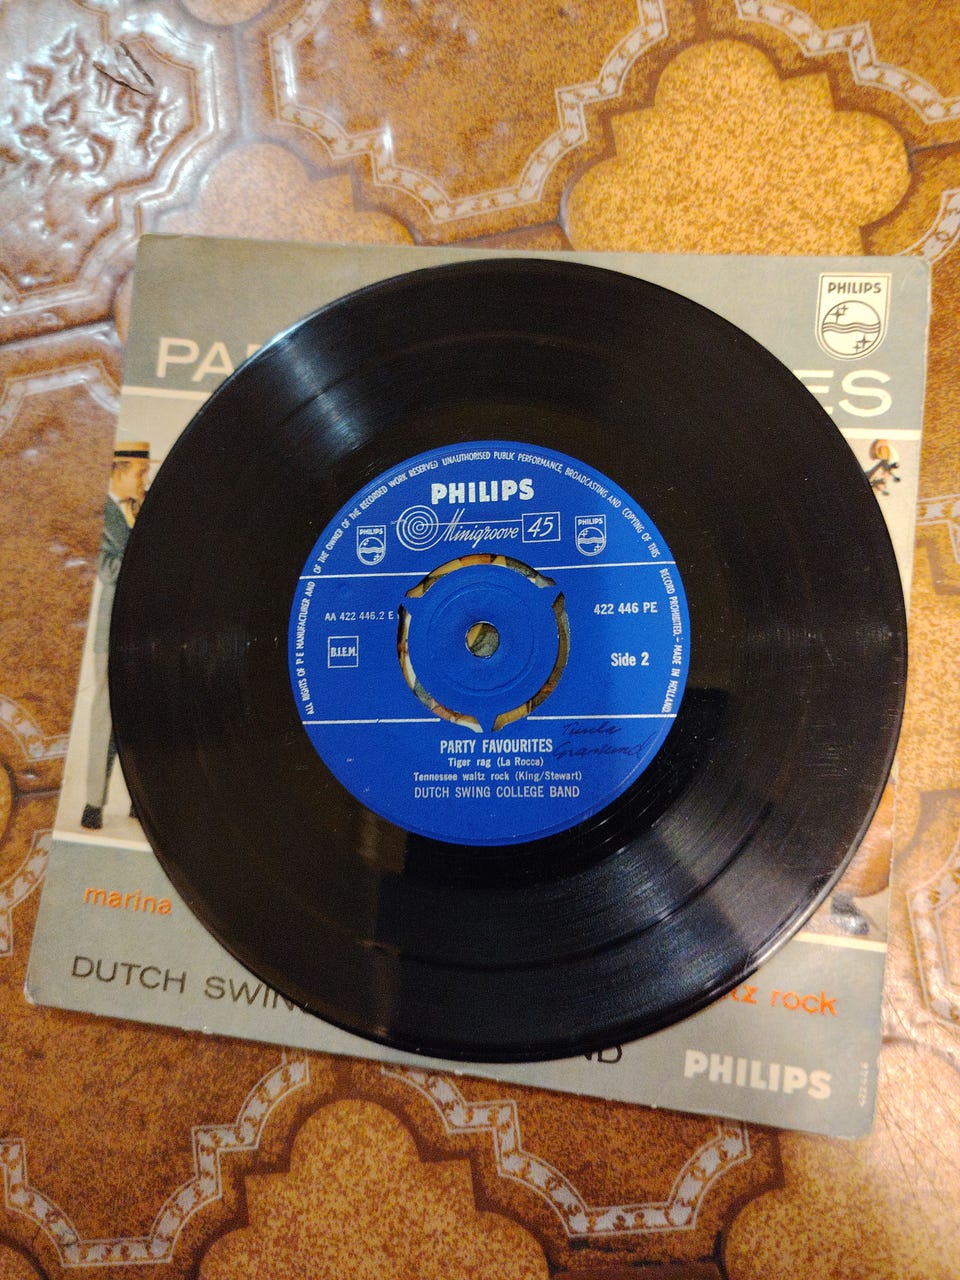 PHILIPS
PA ES
ALL RIGHTS OF THE MANUFACTURER AND OF THE OWNER OF THE RECORDED WORK RESERVED UNAUTHORISED PUBLIC PERFORMANCE, BROADCASTING AND COPYING OF THIS RECORD PROHIBITED. - MADE IN HOLLAND
PHILIPS
PHILIPS
Minigroove 45
PHILIPS
AA 422 446.2 E
422 446 PE
B.I.E.M.
Side 2
PARTY FAVOURITES
Tiger rag (La Rocca)
Tennessee waltz rock (King/Stewart)
DUTCH SWING COLLEGE BAND
marina
tz rock
DUTCH SWIN ND
PHILIPS